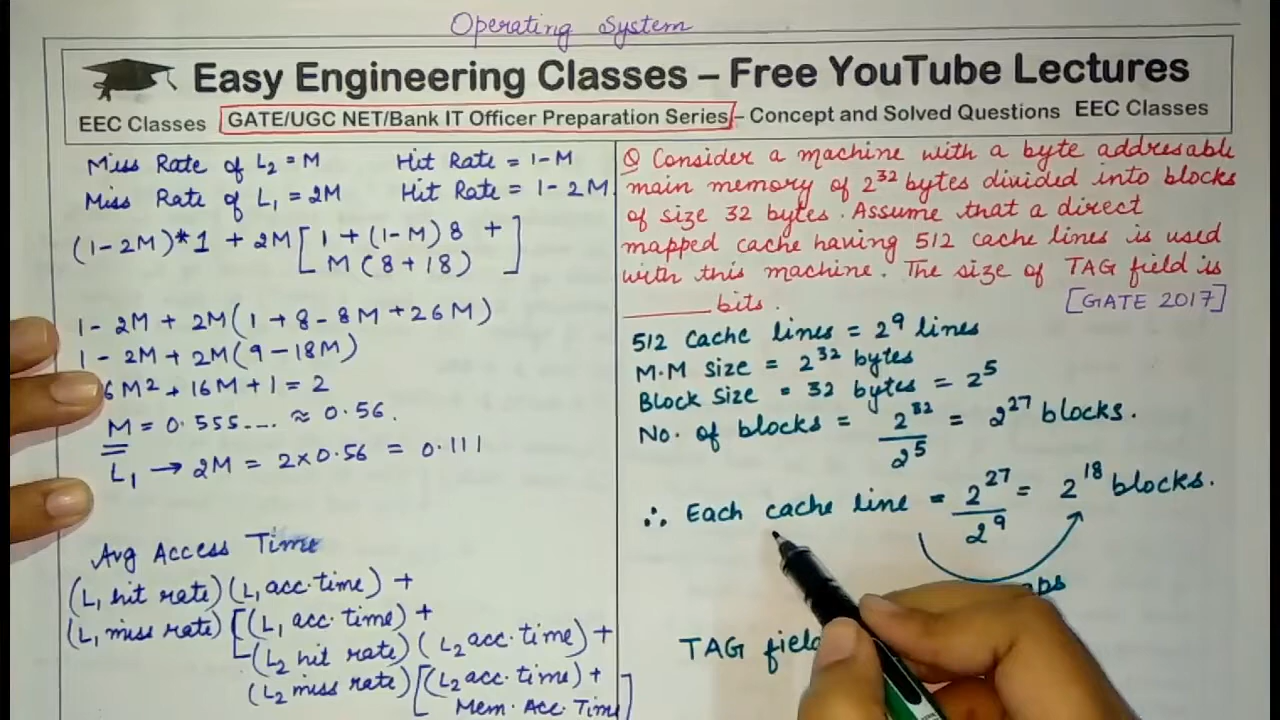 Operating System
Easy Engineering Classes – Free YouTube Lectures
EEC Classes GATE/UGC NET/Bank IT Officer Preparation Series – Concept and Solved Questions EEC Classes
Miss Rate of L₂ = M Hit Rate = 1-M
Miss Rate of L₁ = 2M Hit Rate = 1-2M
(1-2M)*1 + 2M[1 + (1-M)8 +
M(8+18)]
1 - 2M + 2M(1 + 8 - 8M + 26M)
1 - 2M + 2M(9 - 18M)
6M² + 16M + 1 = 2
M = 0.555.... ≈ 0.56.
L₁ → 2M = 2x0.56 = 0.111
Avg Access Time
(L₁ hit rate)(L₁ acc.time) +
(L₁ miss rate)[(L₁ acc.time) +
(L₂ hit rate)(L₂ acc.time) +
(L₂ miss rate)[(L₂ acc.time) +
Mem. Acc. Time]
Q Consider a machine with a byte addresable
main memory of 2³² bytes divided into blocks
of size 32 bytes. Assume that a direct
mapped cache having 512 cache lines is used
with this machine. The size of TAG field is
______ bits. [GATE 2017]
512 cache lines = 2⁹ lines
M.M size = 2³² bytes
Block size = 32 bytes = 2⁵
No. of blocks = 2³²/2⁵ = 2²⁷ blocks.
∴ Each cache line = 2²⁷/2⁹ = 2¹⁸ blocks.
TAG field